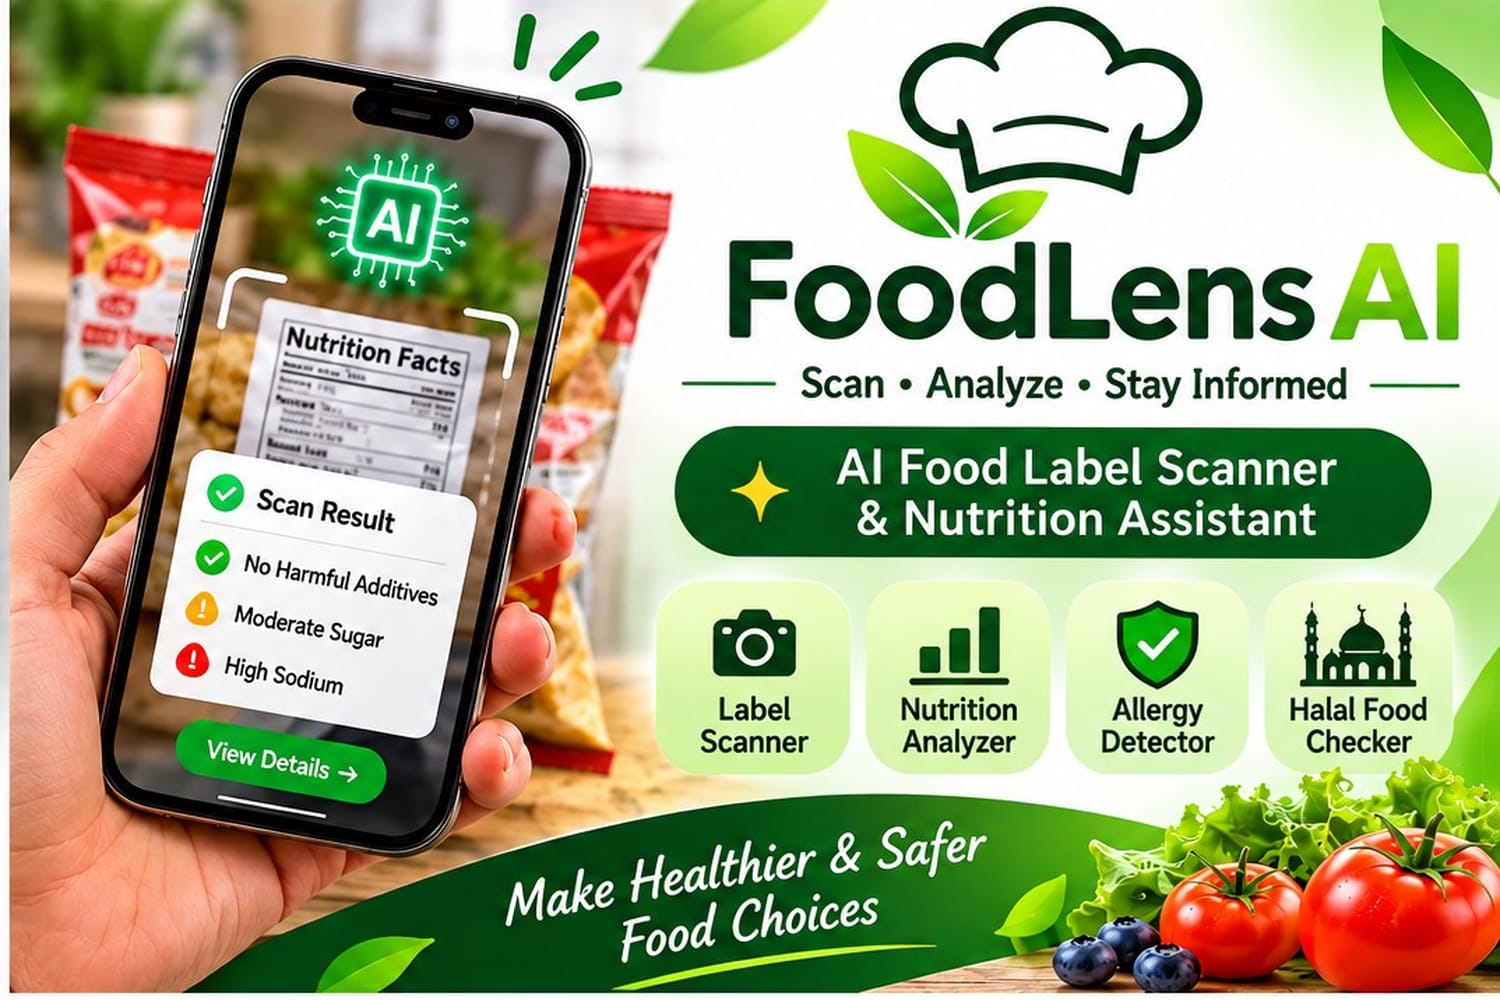 AI
Nutrition Facts
Scan Result
No Harmful Additives
Moderate Sugar
High Sodium
View Details →
FoodLens AI
Scan • Analyze • Stay Informed
AI Food Label Scanner
& Nutrition Assistant
Label
Scanner
Nutrition
Analyzer
Allergy
Detector
Halal Food
Checker
Make Healthier & Safer
Food Choices